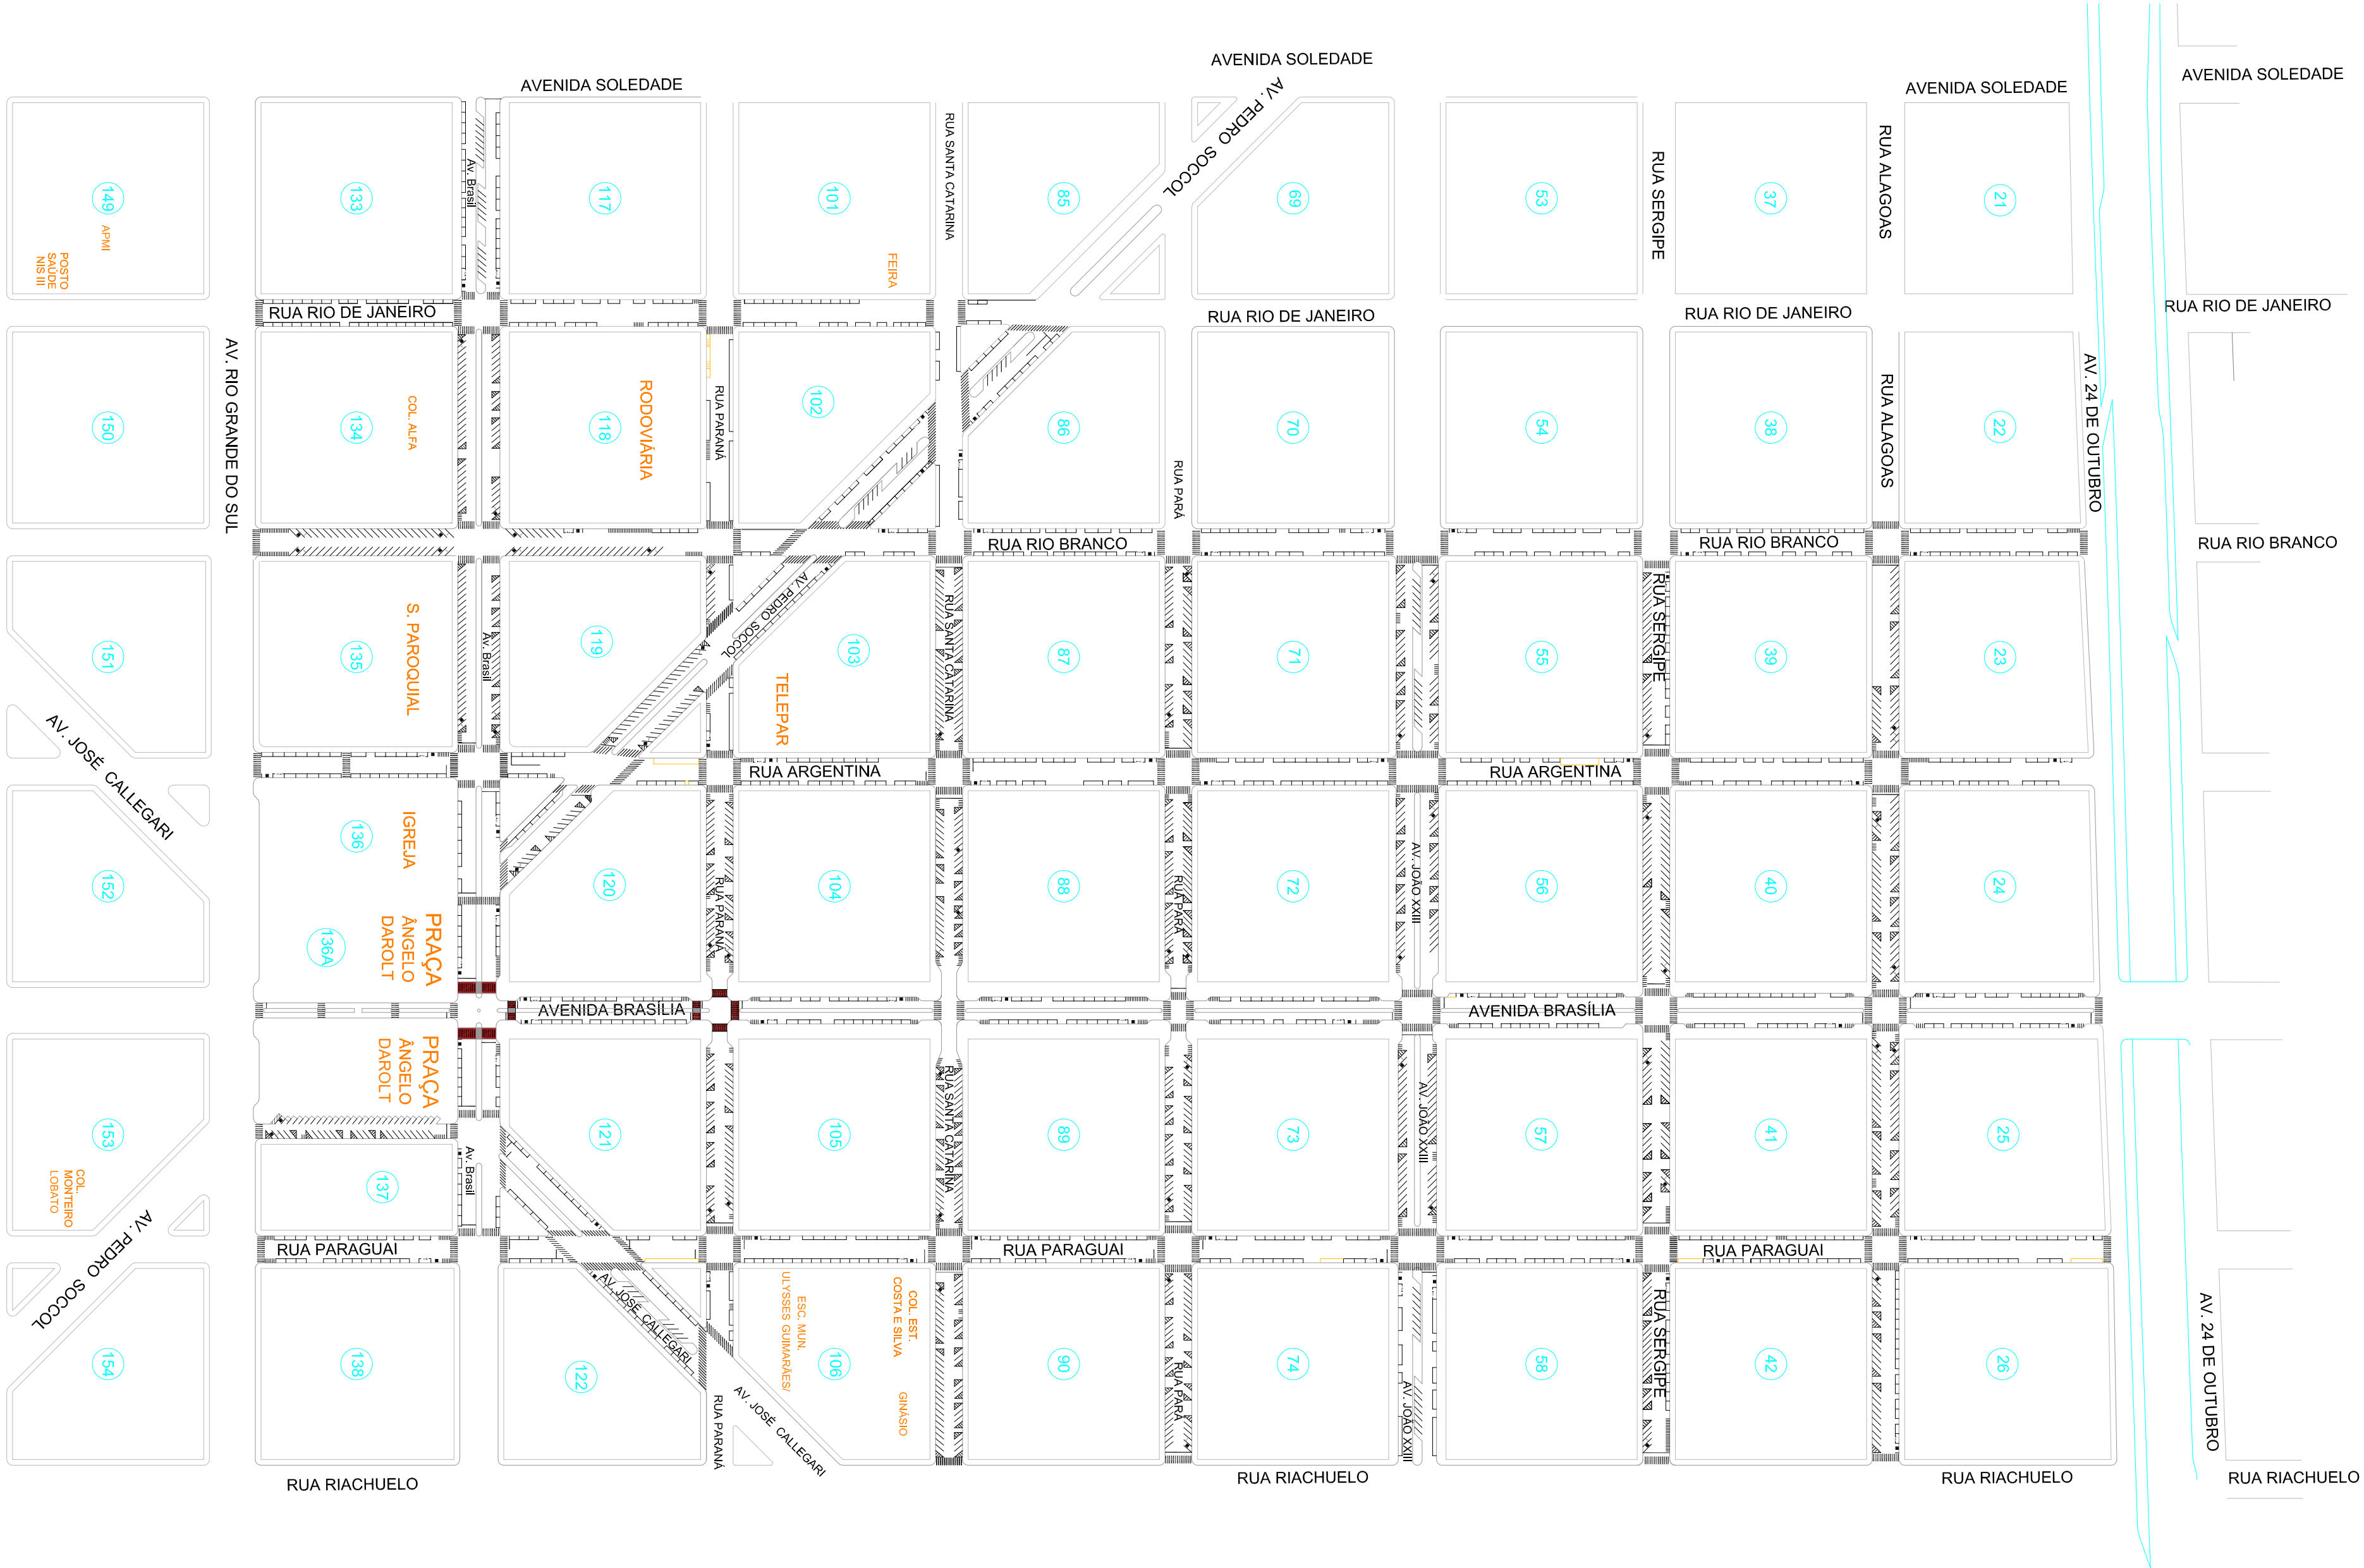 AVENIDA SOLEDADE
AVENIDA SOLEDADE
AVENIDA SOLEDADE
AVENIDA SOLEDADE
AV. PEDRO SOCCOL
Av. Brasil
RUA SANTA CATARINA
RUA SERGIPE
RUA ALAGOAS
149
APMI
POSTO
SAÚDE
NIS III
133
117
101
FEIRA
85
69
53
37
21
RUA RIO DE JANEIRO
RUA RIO DE JANEIRO
RUA RIO DE JANEIRO
RUA RIO DE JANEIRO
AV. RIO GRANDE DO SUL
150
134
COL. ALFA
118
RODOVIÁRIA
RUA PARANÁ
102
86
RUA PARÁ
70
54
38
RUA ALAGOAS
22
AV. 24 DE OUTUBRO
RUA RIO BRANCO
RUA RIO BRANCO
RUA RIO BRANCO
151
135
S. PAROQUIAL
Av. Brasil
119
AV. PEDRO SOCCOL
103
TELEPAR
RUA SANTA CATARINA
87
71
55
RUA SERGIPE
39
23
AV. JOSÉ CALLEGARI
RUA ARGENTINA
RUA ARGENTINA
152
136
IGREJA
136A
PRAÇA
ÂNGELO
DAROLT
120
RUA PARANÁ
104
88
RUA PARÁ
72
AV. JOÃO XXIII
56
40
24
AVENIDA BRASÍLIA
AVENIDA BRASÍLIA
PRAÇA
ÂNGELO
DAROLT
153
COL.
MONTEIRO
LOBATO
137
Av. Brasil
121
105
RUA SANTA CATARINA
89
73
AV. JOÃO XXIII
57
41
25
AV. PEDRO SOCCOL
RUA PARAGUAI
RUA PARAGUAI
RUA PARAGUAI
154
138
122
AV. JOSÉ CALLEGARI
RUA PARANÁ
AV. JOSÉ CALLEGARI
106
ESC. MUN.
ULYSSES GUIMARÃES/
COL. EST.
COSTA E SILVA
GINÁSIO
90
RUA PARÁ
74
AV. JOÃO XXIII
58
RUA SERGIPE
42
26
AV. 24 DE OUTUBRO
RUA RIACHUELO
RUA RIACHUELO
RUA RIACHUELO
RUA RIACHUELO